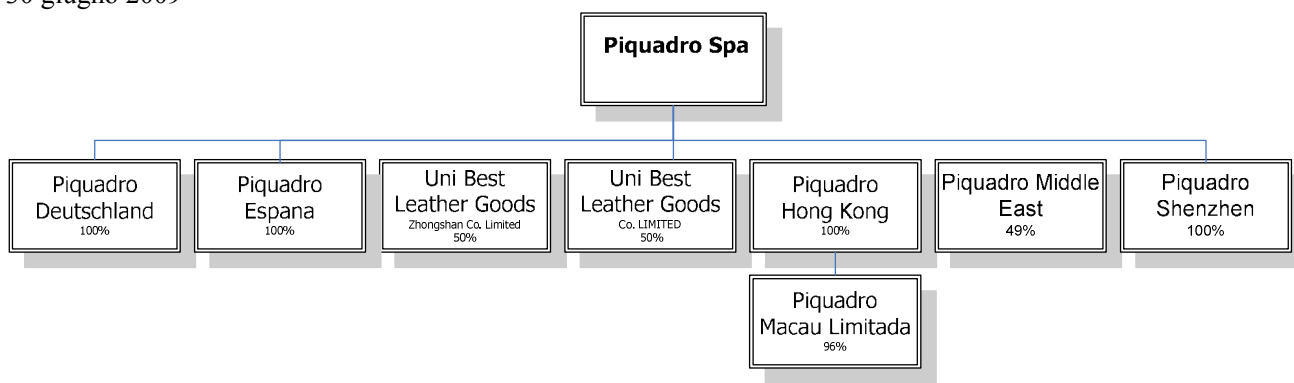 30 giugno 2009
Piquadro Spa
Piquadro
Deutschland
100%
Piquadro
Espana
100%
Uni Best
Leather Goods
Zhongshan Co. Limited
50%
Uni Best
Leather Goods
Co. LIMITED
50%
Piquadro
Hong Kong
100%
Piquadro Middle
East
49%
Piquadro
Shenzhen
100%
Piquadro
Macau Limitada
96%